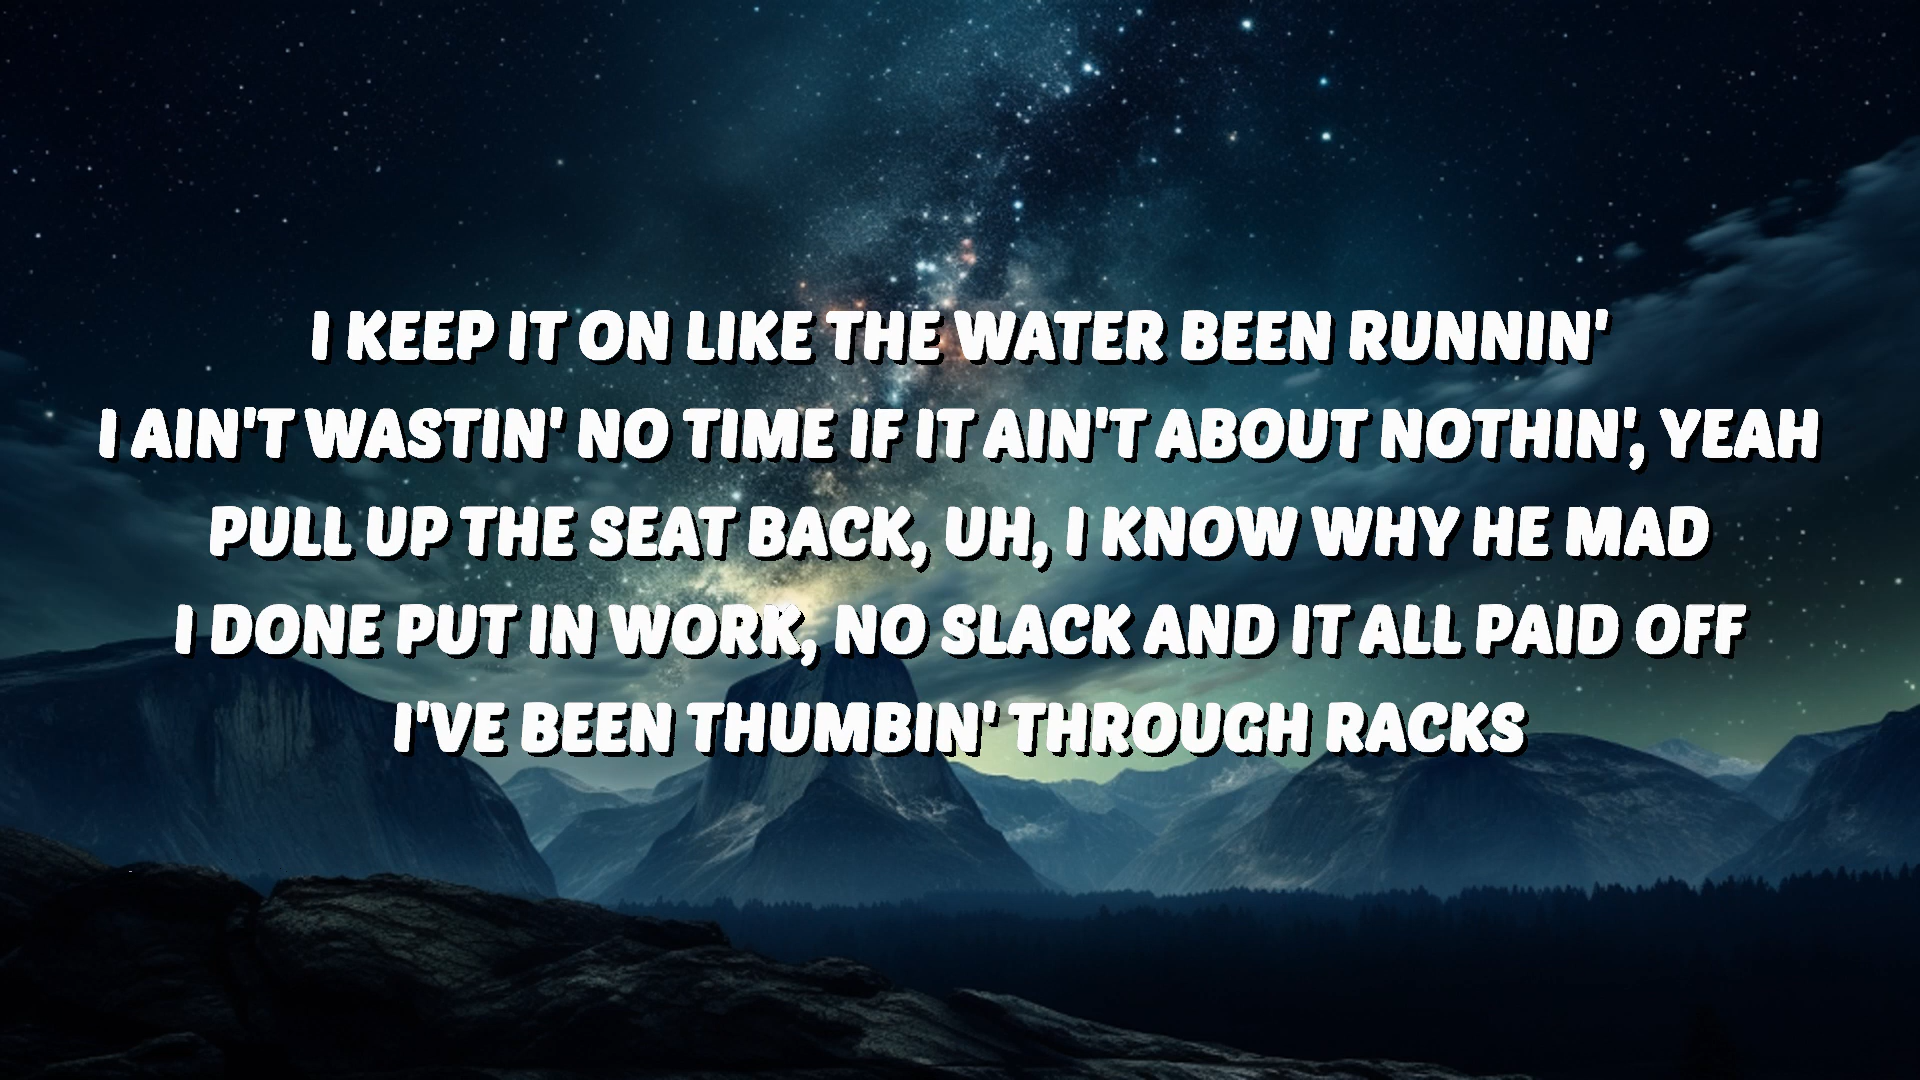 I KEEP IT ON LIKE THE WATER BEEN RUNNIN'
I AIN'T WASTIN' NO TIME IF IT AIN'T ABOUT NOTHIN', YEAH
PULL UP THE SEAT BACK, UH, I KNOW WHY HE MAD
I DONE PUT IN WORK, NO SLACK AND IT ALL PAID OFF
I'VE BEEN THUMBIN' THROUGH RACKS